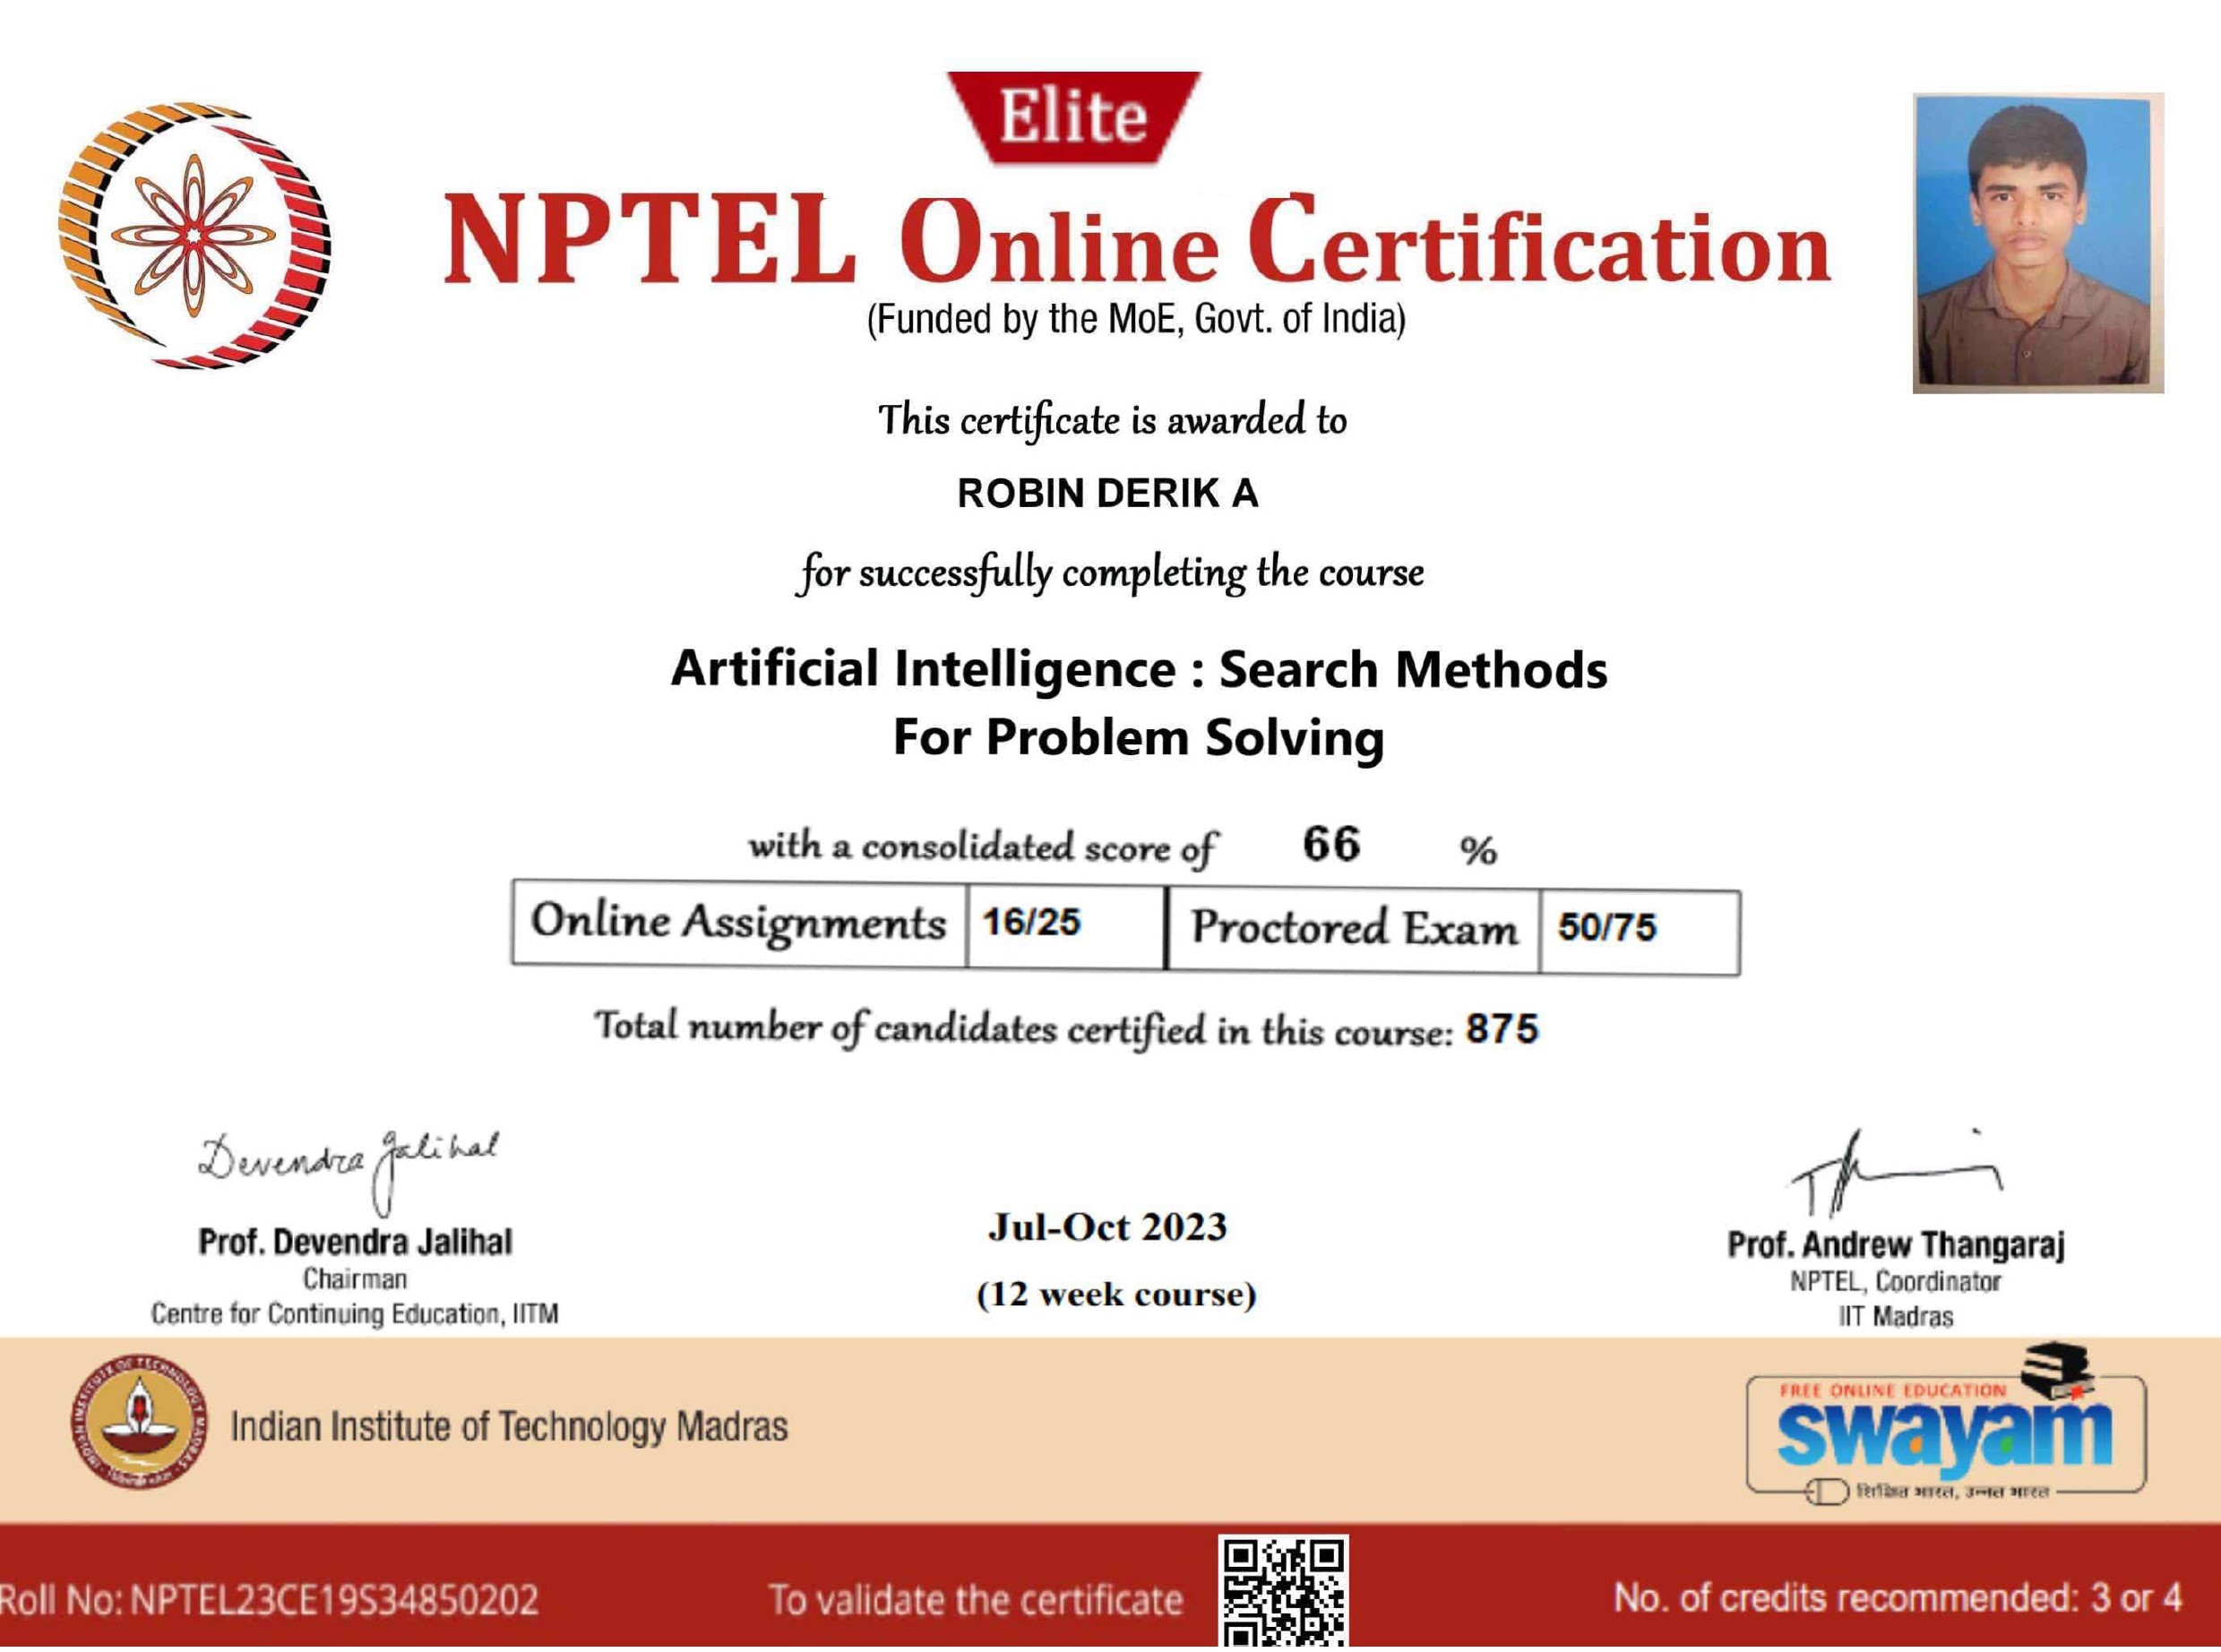 Elite
NPTEL Online Certification
(Funded by the MoE, Govt. of India)
This certificate is awarded to
ROBIN DERIK A
for successfully completing the course
Artificial Intelligence : Search Methods
For Problem Solving
with a consolidated score of 66 %
Online Assignments 16/25 Proctored Exam 50/75
Total number of candidates certified in this course: 875
Devendra Jalihal
Prof. Devendra Jalihal
Chairman
Centre for Continuing Education, IITM
Jul-Oct 2023
(12 week course)
Prof. Andrew Thangaraj
NPTEL, Coordinator
IIT Madras
INDIAN INSTITUTE OF TECHNOLOGY MADRAS
Indian Institute of Technology Madras
FREE ONLINE EDUCATION
swayam
शिक्षित भारत, उन्नत भारत
Roll No: NPTEL23CE19S34850202
To validate the certificate
No. of credits recommended: 3 or 4